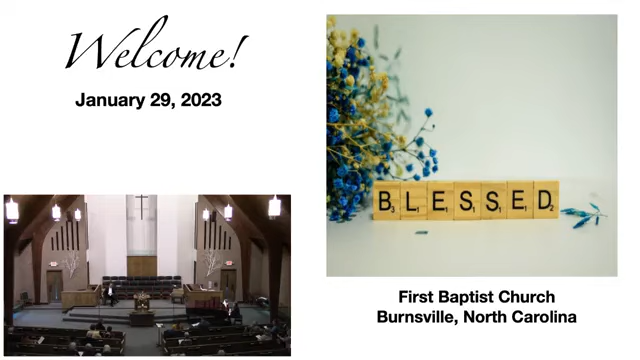 Welcome!
January 29, 2023
BLESSED
First Baptist Church
Burnsville, North Carolina